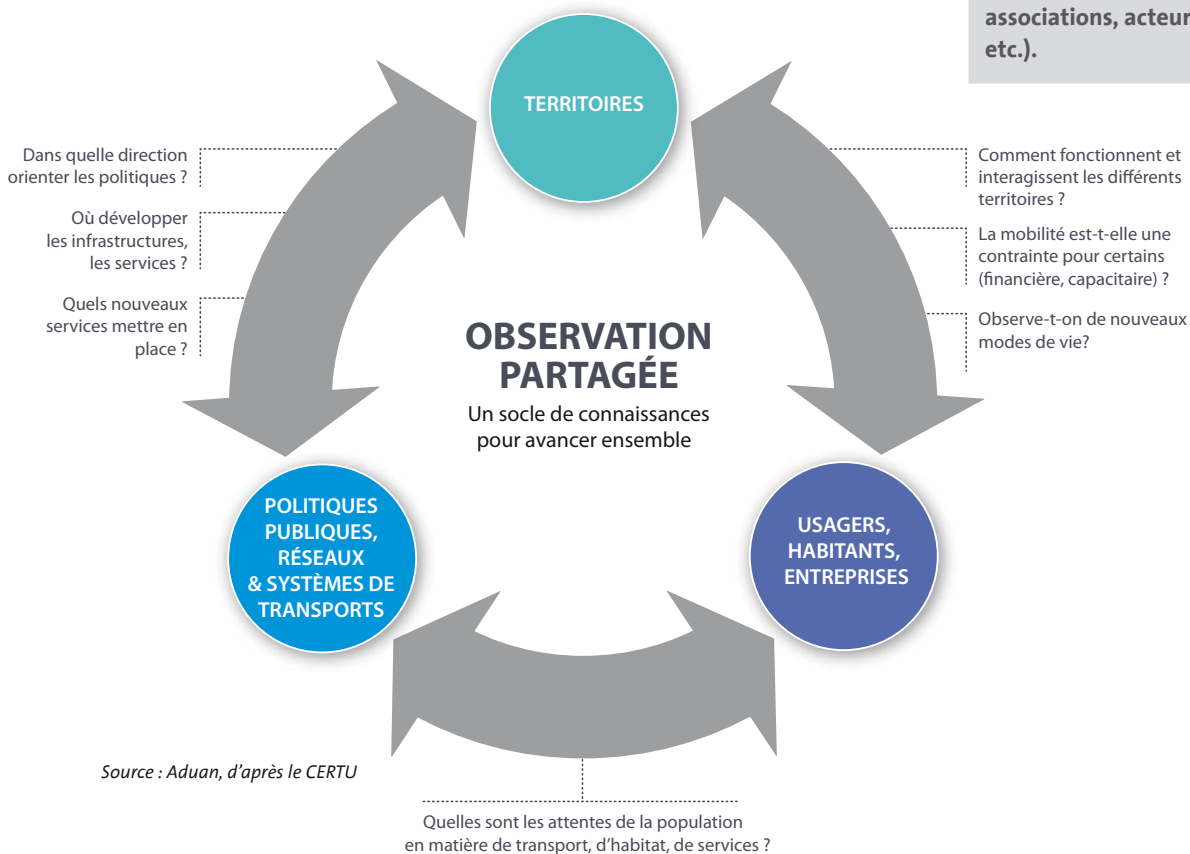 associations, acteur
etc.).
TERRITOIRES
Dans quelle direction
orienter les politiques ?
Où développer
les infrastructures,
les services ?
Quels nouveaux
services mettre en
place ?
Comment fonctionnent et
interagissent les différents
territoires ?
La mobilité est-t-elle une
contrainte pour certains
(financière, capacitaire) ?
Observe-t-on de nouveaux
modes de vie?
OBSERVATION
PARTAGÉE
Un socle de connaissances
pour avancer ensemble
POLITIQUES
PUBLIQUES,
RÉSEAUX
& SYSTÈMES DE
TRANSPORTS
USAGERS,
HABITANTS,
ENTREPRISES
Source : Aduan, d'après le CERTU
Quelles sont les attentes de la population
en matière de transport, d'habitat, de services ?